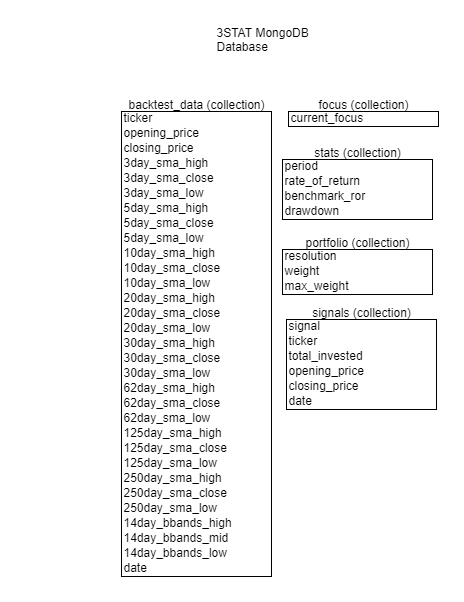 3STAT MongoDB
Database
backtest_data (collection)
ticker
opening_price
closing_price
3day_sma_high
3day_sma_close
3day_sma_low
5day_sma_high
5day_sma_close
5day_sma_low
10day_sma_high
10day_sma_close
10day_sma_low
20day_sma_high
20day_sma_close
20day_sma_low
30day_sma_high
30day_sma_close
30day_sma_low
62day_sma_high
62day_sma_close
62day_sma_low
125day_sma_high
125day_sma_close
125day_sma_low
250day_sma_high
250day_sma_close
250day_sma_low
14day_bbands_high
14day_bbands_mid
14day_bbands_low
date
focus (collection)
current_focus
stats (collection)
period
rate_of_return
benchmark_ror
drawdown
portfolio (collection)
resolution
weight
max_weight
signals (collection)
signal
ticker
total_invested
opening_price
closing_price
date